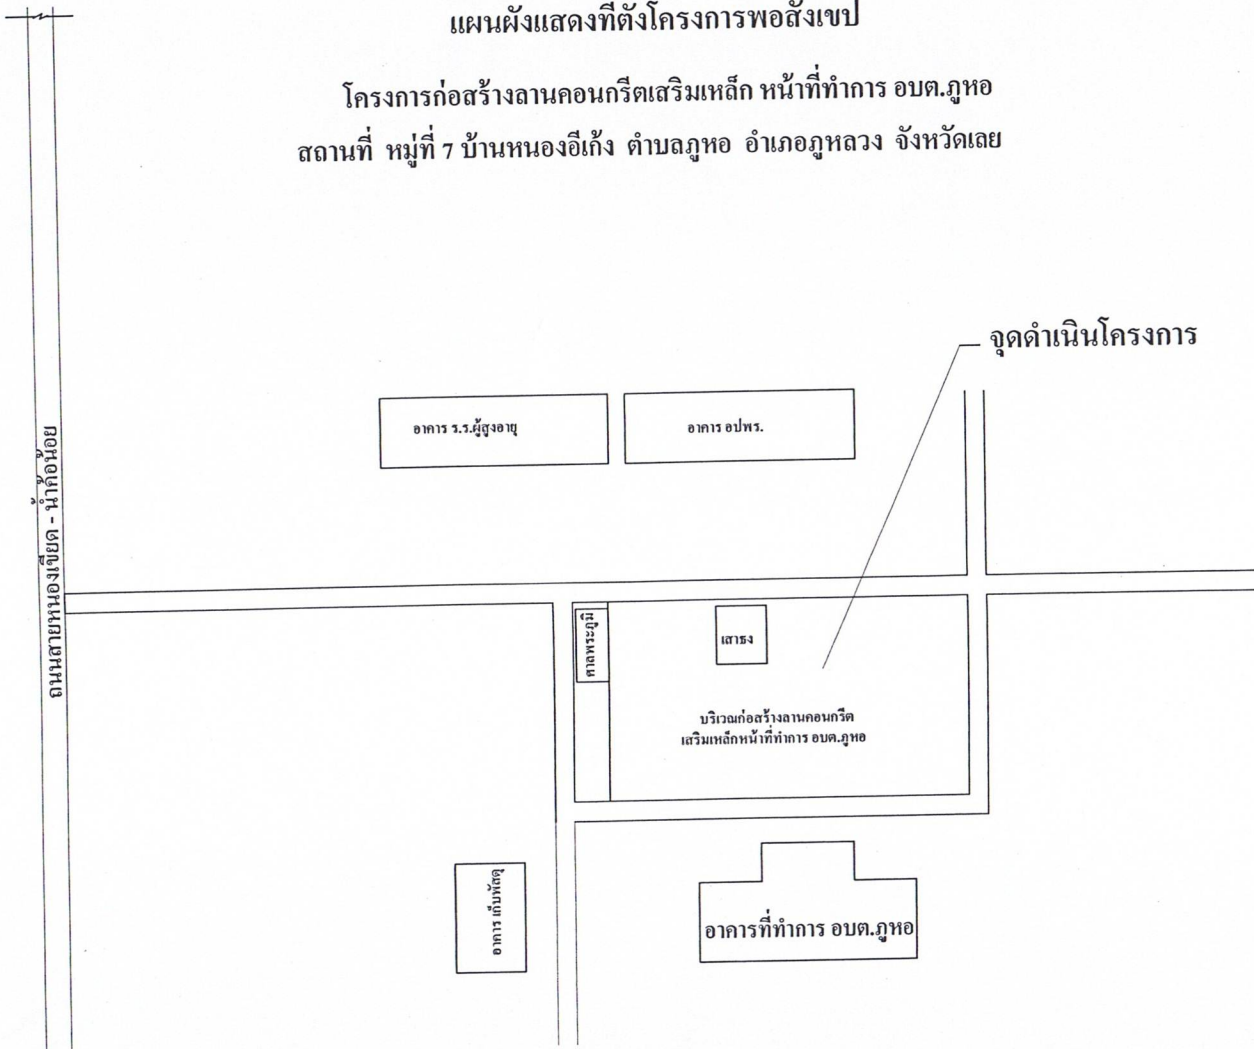 แผนผังแสดงที่ตั้งโครงการพอสังเขป
โครงการก่อสร้างลานคอนกรีตเสริมเหล็ก หน้าที่ทำการ อบต.ภูหอ
สถานที่ หมู่ที่ 7 บ้านหนองอีเก้ง ตำบลภูหอ อำเภอภูหลวง จังหวัดเลย
จุดดำเนินโครงการ
อาคาร ร.ร.ผู้สูงอายุ
อาคาร อปพร.
ถนนสายหนองเขียด - น้ำค้อน้อย
ศาลพระภูมิ
เสาธง
บริเวณก่อสร้างลานคอนกรีต
เสริมเหล็กหน้าที่ทำการ อบต.ภูหอ
อาคาร เก็บพัสดุ
อาคารที่ทำการ อบต.ภูหอ